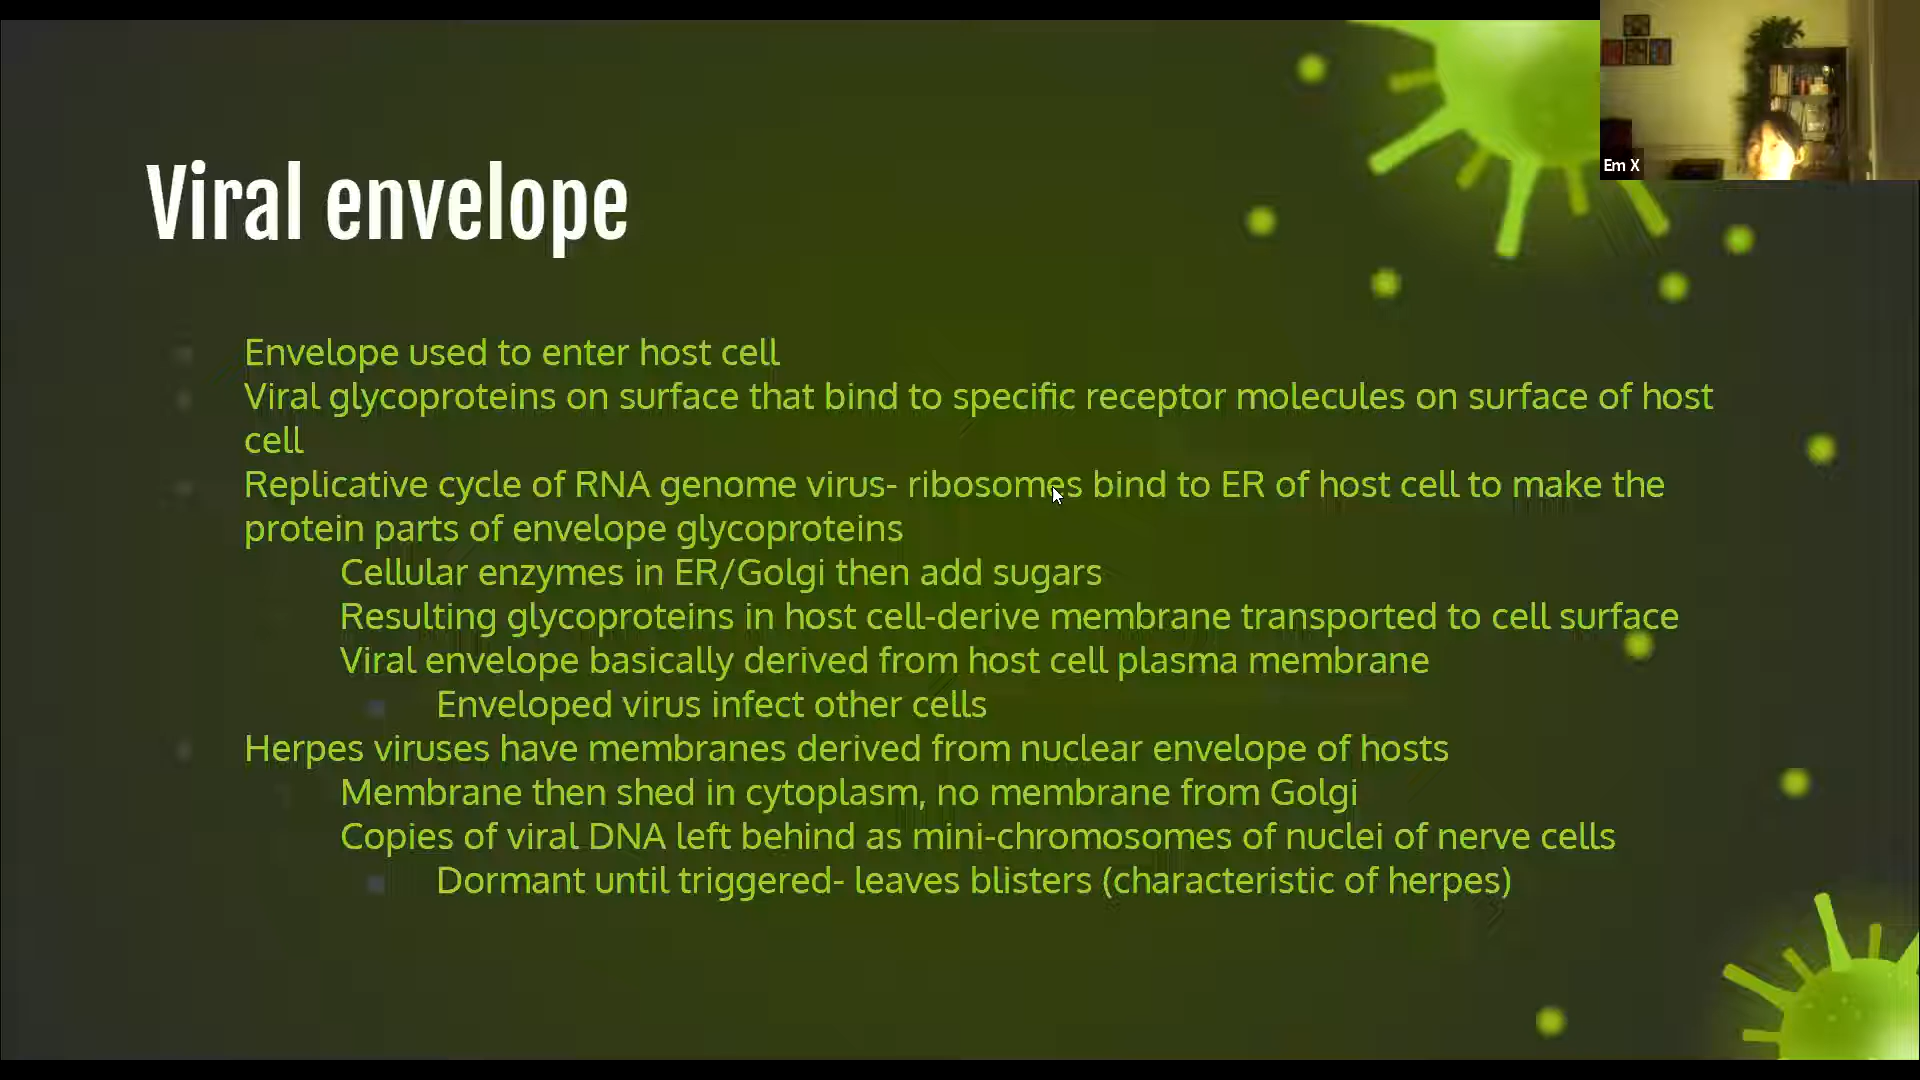 Em X
Viral envelope
Envelope used to enter host cell
Viral glycoproteins on surface that bind to specific receptor molecules on surface of host
cell
Replicative cycle of RNA genome virus- ribosomes bind to ER of host cell to make the
protein parts of envelope glycoproteins
Cellular enzymes in ER/Golgi then add sugars
Resulting glycoproteins in host cell-derive membrane transported to cell surface
Viral envelope basically derived from host cell plasma membrane
Enveloped virus infect other cells
Herpes viruses have membranes derived from nuclear envelope of hosts
Membrane then shed in cytoplasm, no membrane from Golgi
Copies of viral DNA left behind as mini-chromosomes of nuclei of nerve cells
Dormant until triggered- leaves blisters (characteristic of herpes)